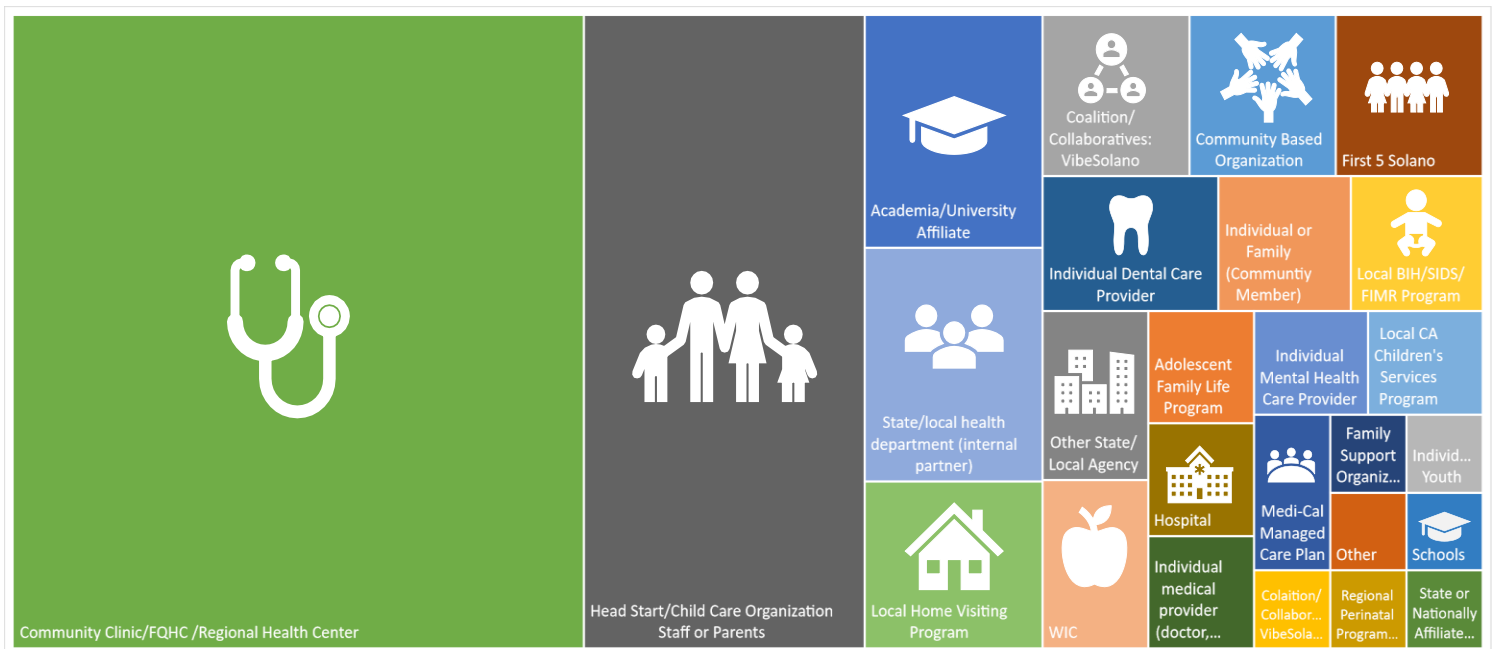 Community Clinic/FQHC /Regional Health Center
Head Start/Child Care Organization
Staff or Parents
Academia/University
Affiliate
State/local health
department (internal
partner)
Local Home Visiting
Program
Coalition/
Collaboratives:
VibeSolano
Community Based
Organization
First 5 Solano
Individual Dental Care
Provider
Individual or
Family
(Communtiy
Member)
Local BIH/SIDS/
FIMR Program
Other State/
Local Agency
WIC
Adolescent
Family Life
Program
Hospital
Individual
medical
provider
(doctor,...
Individual
Mental Health
Care Provider
Local CA
Children's
Services
Program
Medi-Cal
Managed
Care Plan
Family
Support
Organiz...
Individ...
Youth
Other
Schools
Colaition/
Collabor...
VibeSola...
Regional
Perinatal
Program...
State or
Nationally
Affiliate...